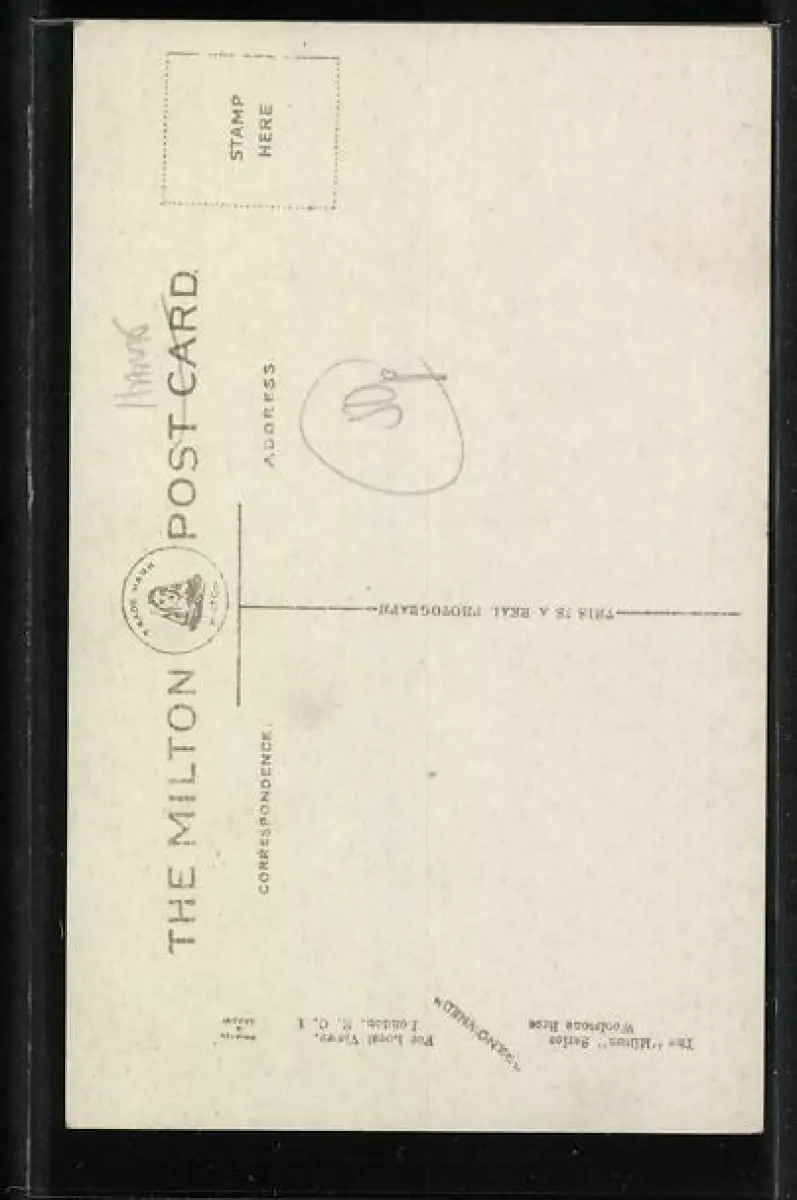 THE MILTON POST CARD
TRADE MARK
STAMP
HERE
CORRESPONDENCE.
ADDRESS
THIS IS A REAL PHOTOGRAPH
The "Milton" Series
Woolstone Bros
For Local Views.
London. E. C. 1